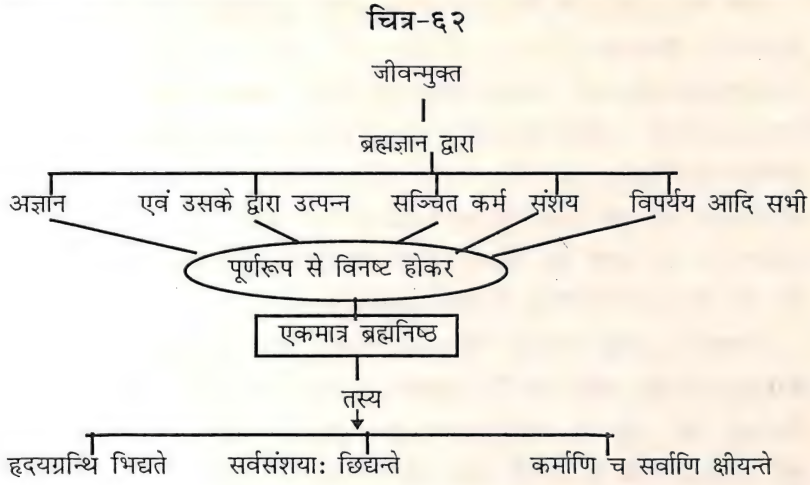 चित्र-६२
जीवन्मुक्त
ब्रह्मज्ञान द्वारा
अज्ञान एवं उसके द्वारा उत्पन्न सञ्चित कर्म संशय विपर्यय आदि सभी
पूर्णरूप से विनष्ट होकर
एकमात्र ब्रह्मनिष्ठ
तस्य
हृदयग्रन्थि भिद्यते सर्वसंशया: छिद्यन्ते कर्माणि च सर्वाणि क्षीयन्ते